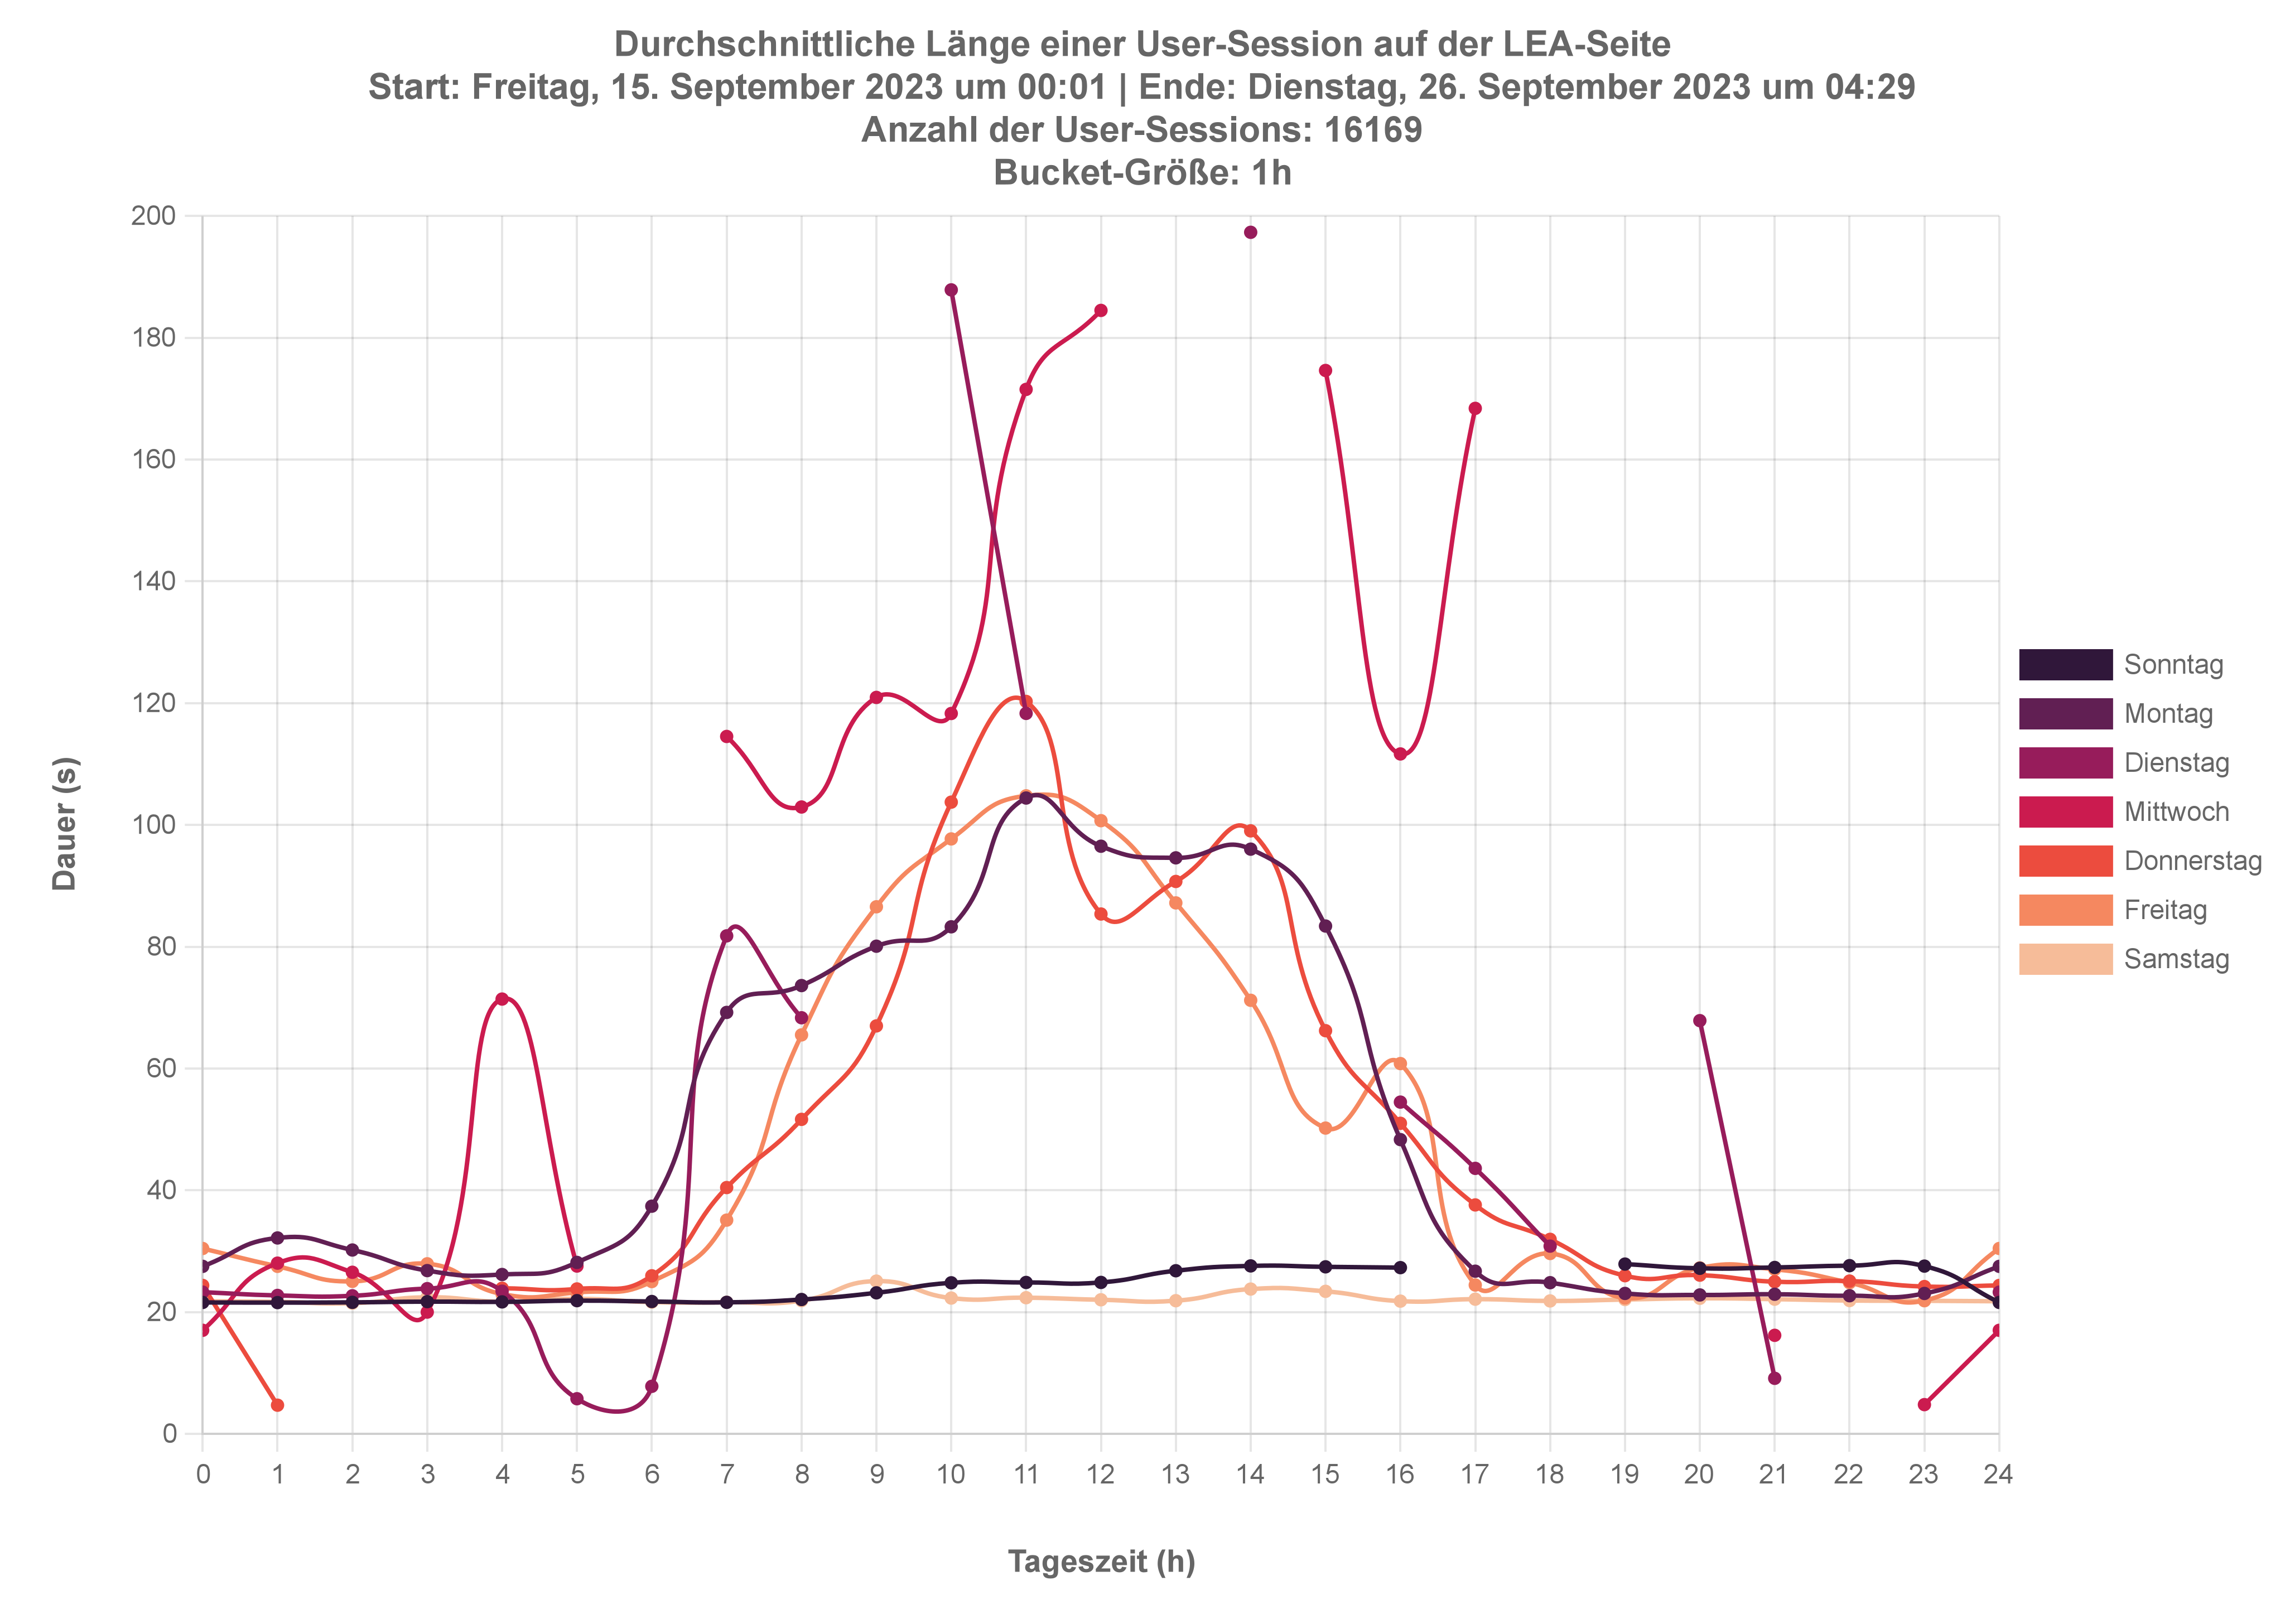 Durchschnittliche Länge einer User-Session auf der LEA-Seite
Start: Freitag, 15. September 2023 um 00:01 | Ende: Dienstag, 26. September 2023 um 04:29
Anzahl der User-Sessions: 16169
Bucket-Größe: 1h
200
180
160
140
120
100
80
60
40
20
0
Dauer (s)
0 1 2 3 4 5 6 7 8 9 10 11 12 13 14 15 16 17 18 19 20 21 22 23 24
Tageszeit (h)
Sonntag
Montag
Dienstag
Mittwoch
Donnerstag
Freitag
Samstag